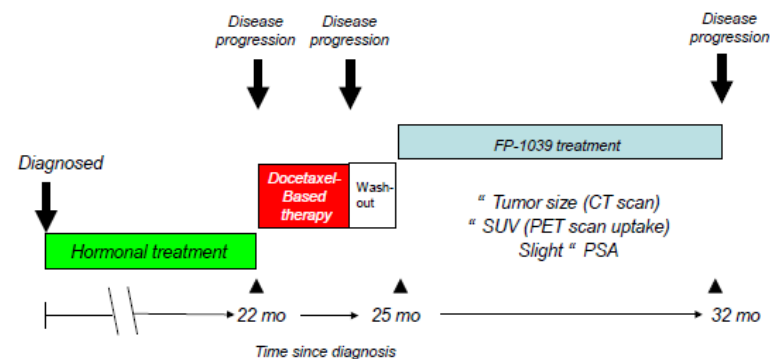 Disease
progression
Disease
progression
Disease
progression
Diagnosed
FP-1039 treatment
Docetaxel-
Based
therapy
Wash-
out
Hormonal treatment
“ Tumor size (CT scan)
“ SUV (PET scan uptake)
Slight “ PSA
22 mo
25 mo
32 mo
Time since diagnosis